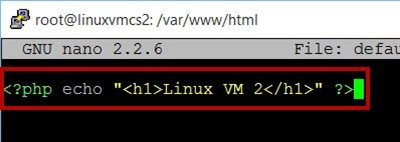 root@linuxvmcs2: /var/www/html
GNU nano 2.2.6 File: defau
<?php echo "<h1>Linux VM 2</h1>" ?>